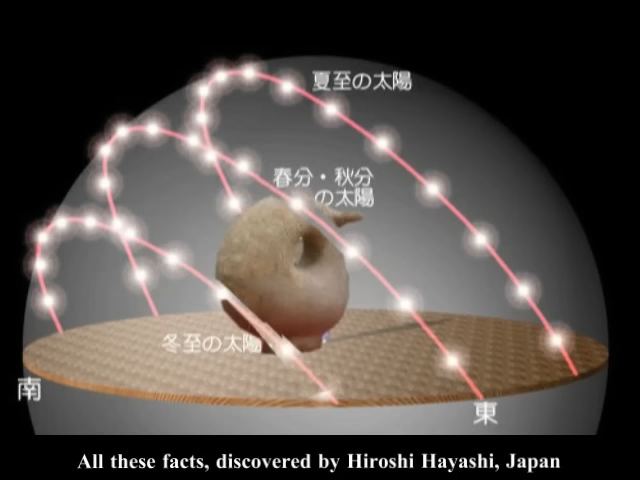 夏至の太陽
春分・秋分
の太陽
冬至の太陽
南
東
All these facts, discovered by Hiroshi Hayashi, Japan